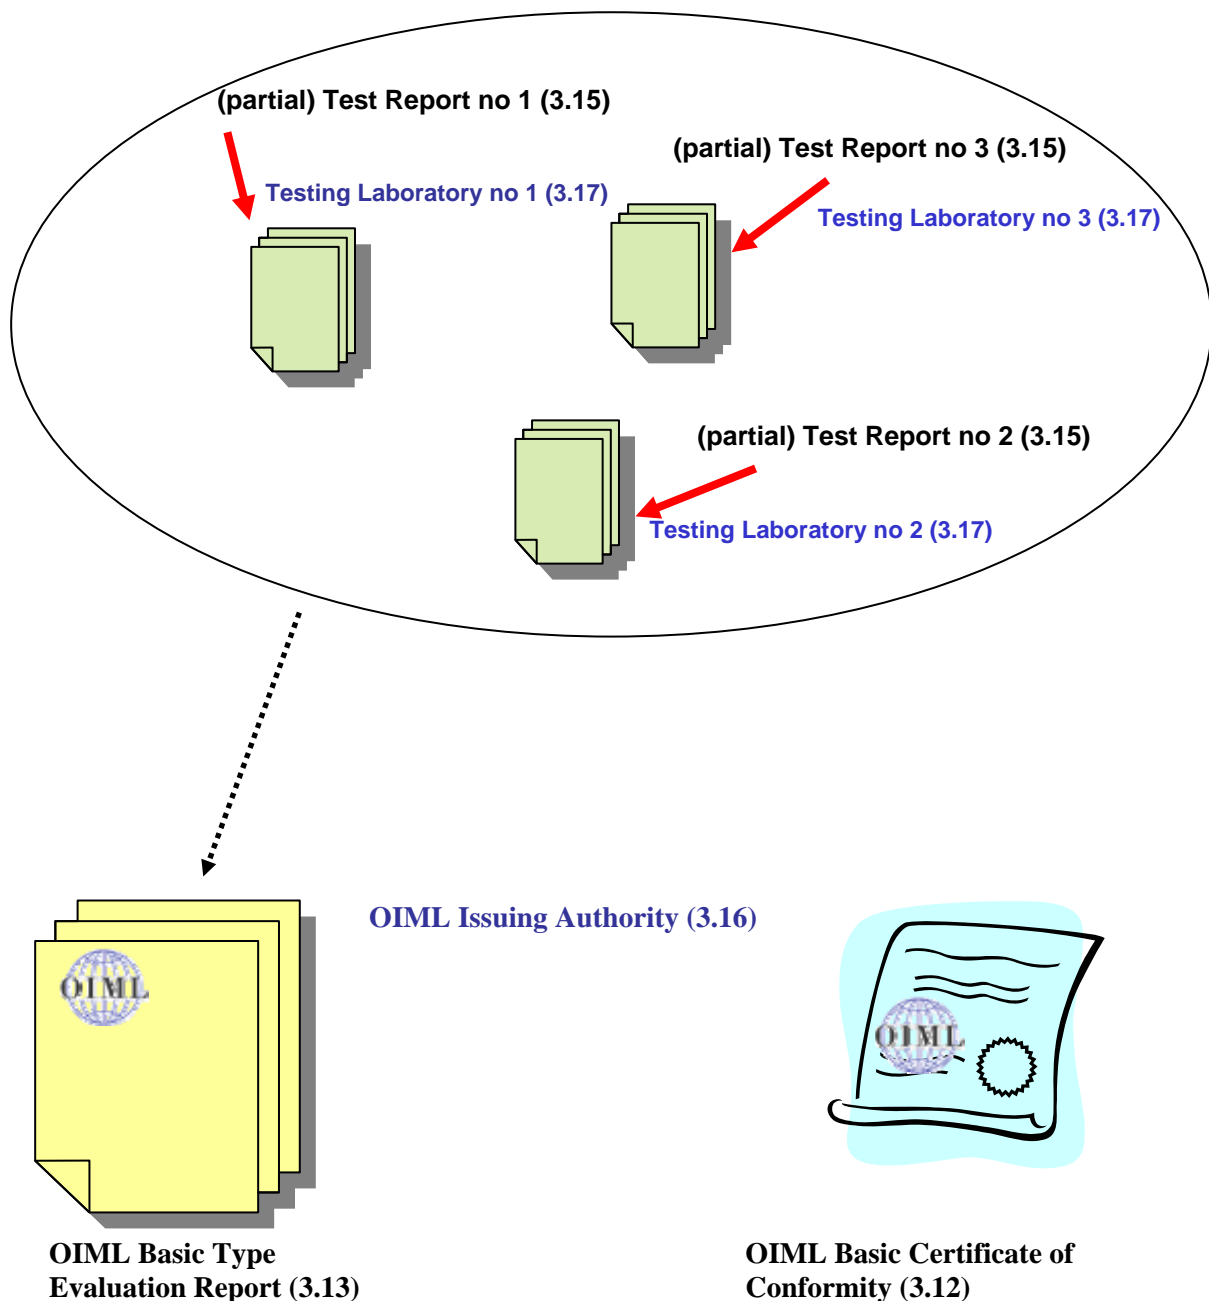 (partial) Test Report no 1 (3.15)
(partial) Test Report no 3 (3.15)
Testing Laboratory no 1 (3.17)
Testing Laboratory no 3 (3.17)
(partial) Test Report no 2 (3.15)
Testing Laboratory no 2 (3.17)
OIML Issuing Authority (3.16)
OIML
OIML
OIML Basic Type
Evaluation Report (3.13)
OIML Basic Certificate of
Conformity (3.12)